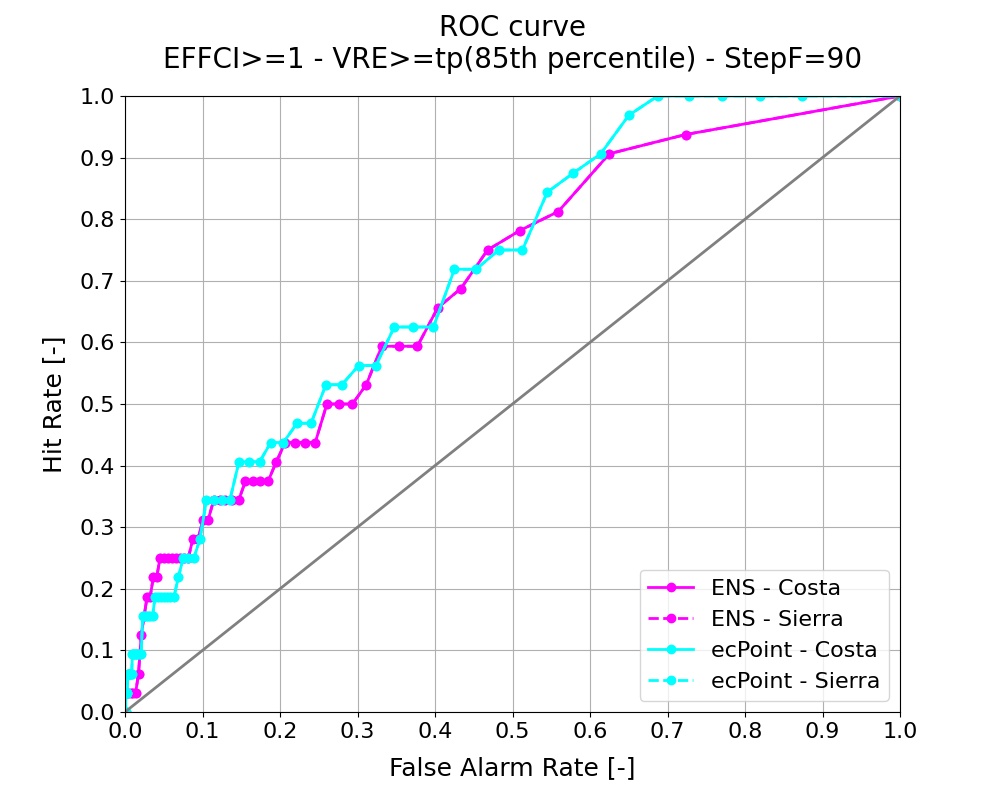 ROC curve
EFFCI>=1 - VRE>=tp(85th percentile) - StepF=90
1.0
0.9
0.8
0.7
0.6
0.5
0.4
0.3
0.2
0.1
0.0
Hit Rate [-]
ENS - Costa
ENS - Sierra
ecPoint - Costa
ecPoint - Sierra
0.0 0.1 0.2 0.3 0.4 0.5 0.6 0.7 0.8 0.9 1.0
False Alarm Rate [-]